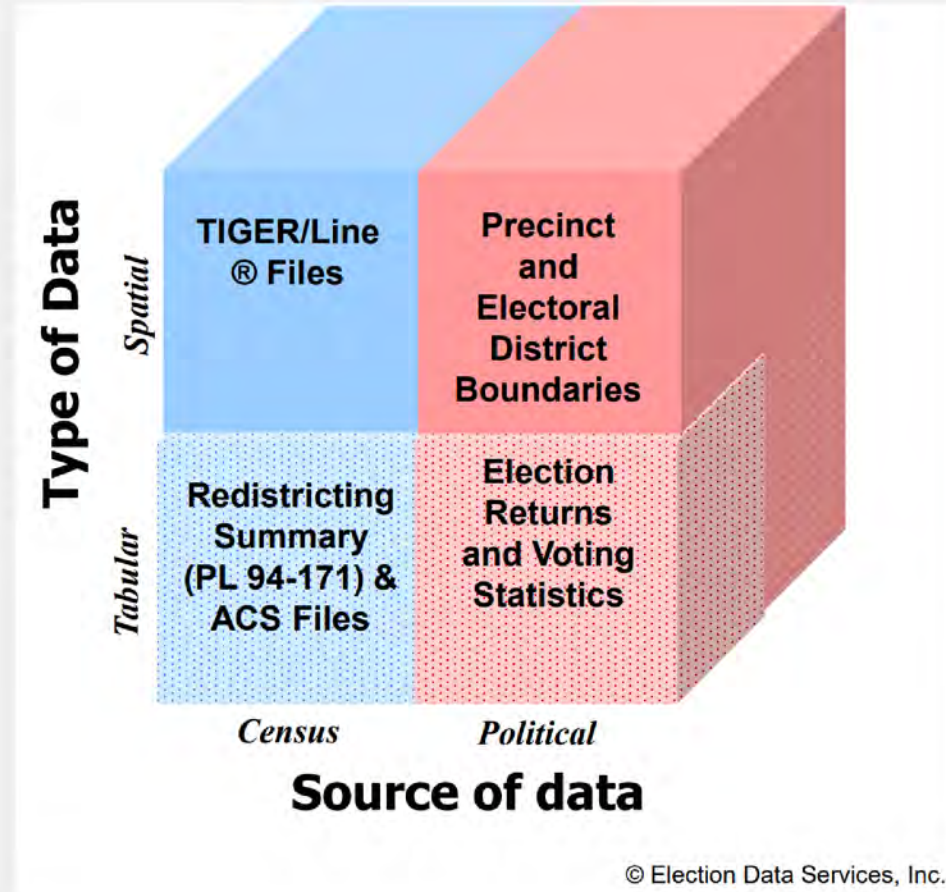 Type of Data
Spatial
TIGER/Line
® Files
Precinct
and
Electoral
District
Boundaries
Tabular
Redistricting
Summary
(PL 94-171) &
ACS Files
Election
Returns
and Voting
Statistics
Census
Political
Source of data
© Election Data Services, Inc.